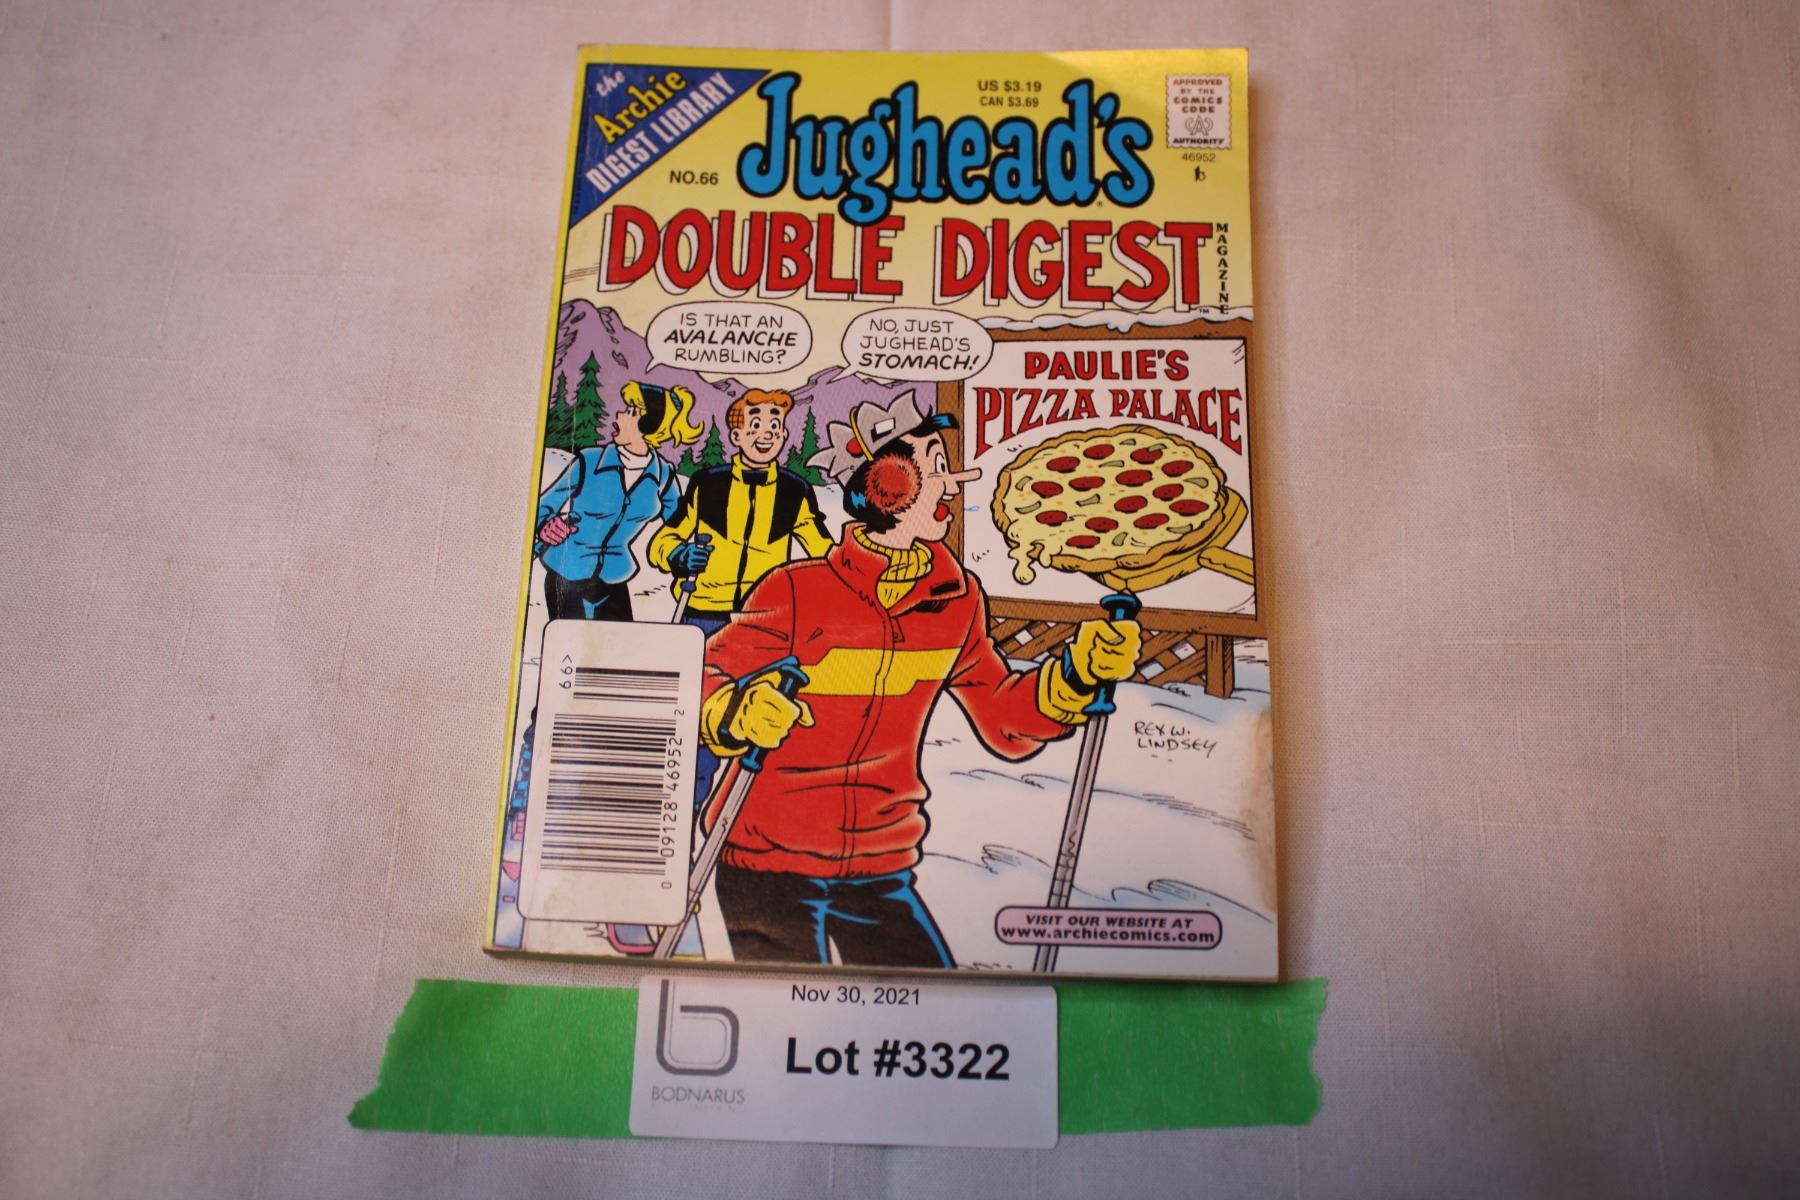 the
Archie
DIGEST LIBRARY
NO.66
Jughead's
US $3.19
CAN $3.69
APPROVED
BY THE
COMICS
CODE
CA
AUTHORITY
46952
DOUBLE DIGEST
MAGAZINE
TM
IS THAT AN
AVALANCHE
RUMBLING?
NO, JUST
JUGHEAD'S
STOMACH!
PAULIE'S
PIZZA PALACE
66>
0 09128 46952 2
REX W.
LINDSEY
VISIT OUR WEBSITE AT
www.archiecomics.com
Nov 30, 2021
Lot #3322
BODNARUS